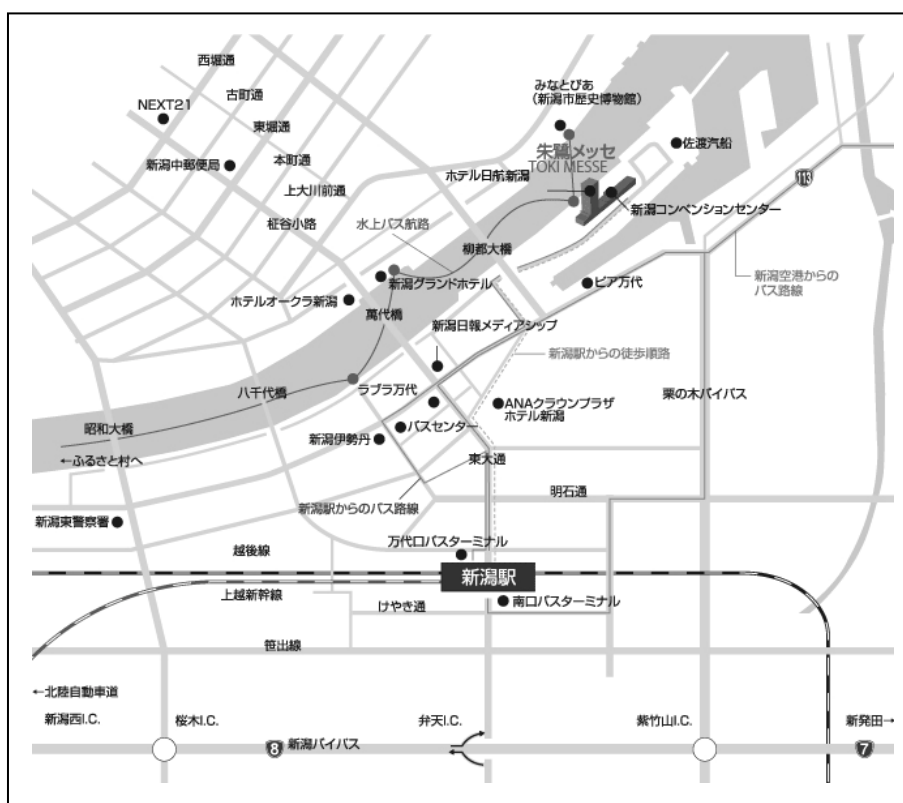 西堀通
NEXT21
古町通
みなとぴあ
（新潟市歴史博物館）
東堀通
朱鷺メッセ
TOKI MESSE
佐渡汽船
新潟中郵便局
本町通
ホテル日航新潟
113
上大川前通
新潟コンベンションセンター
柾谷小路
水上バス航路
柳都大橋
新潟空港からの
バス路線
新潟グランドホテル
ピア万代
ホテルオークラ新潟
萬代橋
新潟日報メディアシップ
新潟駅からの徒歩順路
八千代橋
ラブラ万代
栗の木バイパス
ANAクラウンプラザ
ホテル新潟
昭和大橋
バスセンター
新潟伊勢丹
←ふるさと村へ
東大通
明石通
新潟駅からのバス路線
新潟東警察署
万代口バスターミナル
越後線
新潟駅
上越新幹線
けやき通
南口バスターミナル
笹出線
←北陸自動車道
新潟西I.C.
桜木I.C.
弁天I.C.
紫竹山I.C.
新発田→
8
新潟バイパス
7